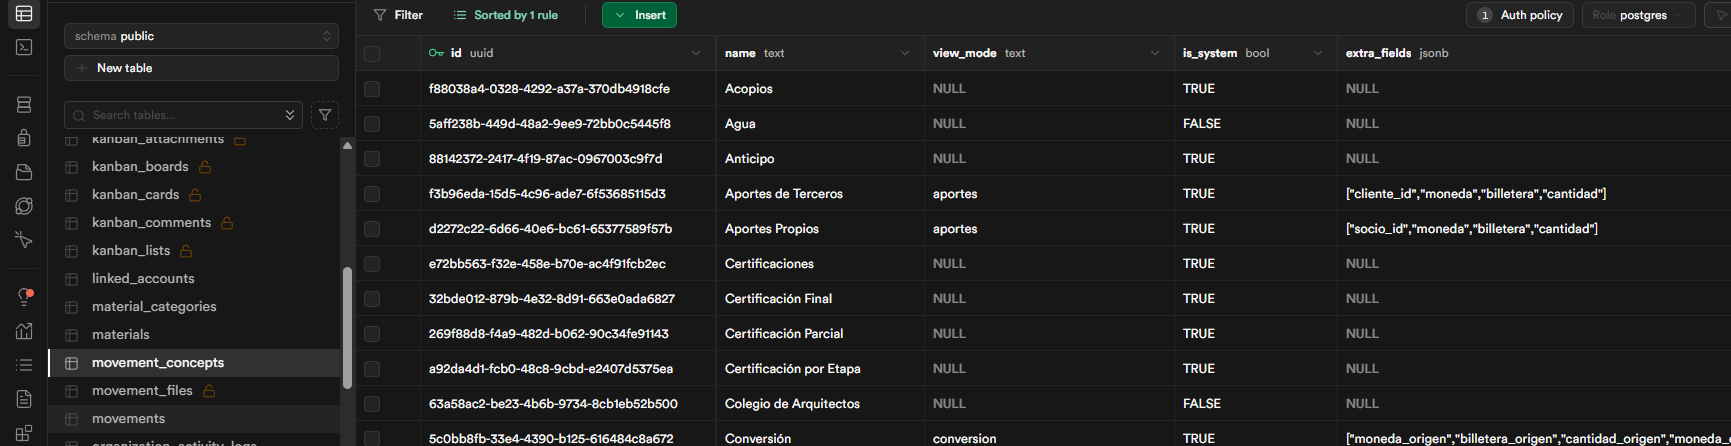 Filter
Sorted by 1 rule
Insert
1 Auth policy
Role postgres
schema public
New table
Search tables...
kanban_attachments
kanban_boards
kanban_cards
kanban_comments
kanban_lists
linked_accounts
material_categories
materials
movement_concepts
movement_files
movements
organization_activity_logs
id uuid name text view_mode text is_system bool extra_fields jsonb
f88038a4-0328-4292-a37a-370db4918cfe Acopios NULL TRUE NULL
5aff238b-449d-48a2-9ee9-72bb0c5445f8 Agua NULL FALSE NULL
88142372-2417-4f19-87ac-0967003c9f7d Anticipo NULL TRUE NULL
f3b96eda-15d5-4c96-ade7-6f53685115d3 Aportes de Terceros aportes TRUE ["cliente_id","moneda","billetera","cantidad"]
d2272c22-6d66-40e6-bc61-65377589f57b Aportes Propios aportes TRUE ["socio_id","moneda","billetera","cantidad"]
e72bb563-f32e-458e-b70e-ac4f91fcb2ec Certificaciones NULL TRUE NULL
32bde012-879b-4e32-8d91-663e0ada6827 Certificación Final NULL TRUE NULL
269f88d8-f4a9-482d-b062-90c34fe91143 Certificación Parcial NULL TRUE NULL
a92da4d1-fcb0-48c8-9cbd-e2407d5375ea Certificación por Etapa NULL TRUE NULL
63a58ac2-be23-4b6b-9734-8cb1eb52b500 Colegio de Arquitectos NULL FALSE NULL
5c0bb8fb-33e4-4390-b125-616484c8a672 Conversión conversion TRUE ["moneda_origen","billetera_origen","cantidad_origen","moneda_